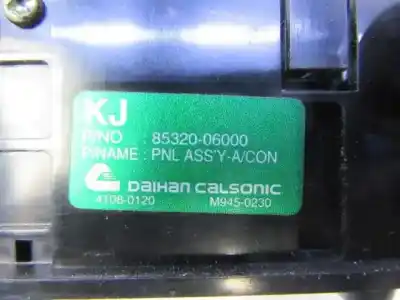 KJ
P/NO : 85320-06000
P/NAME : PNL ASS'Y-A/CON
DAIHAN CALSONIC
4T08-0120 M945-0230